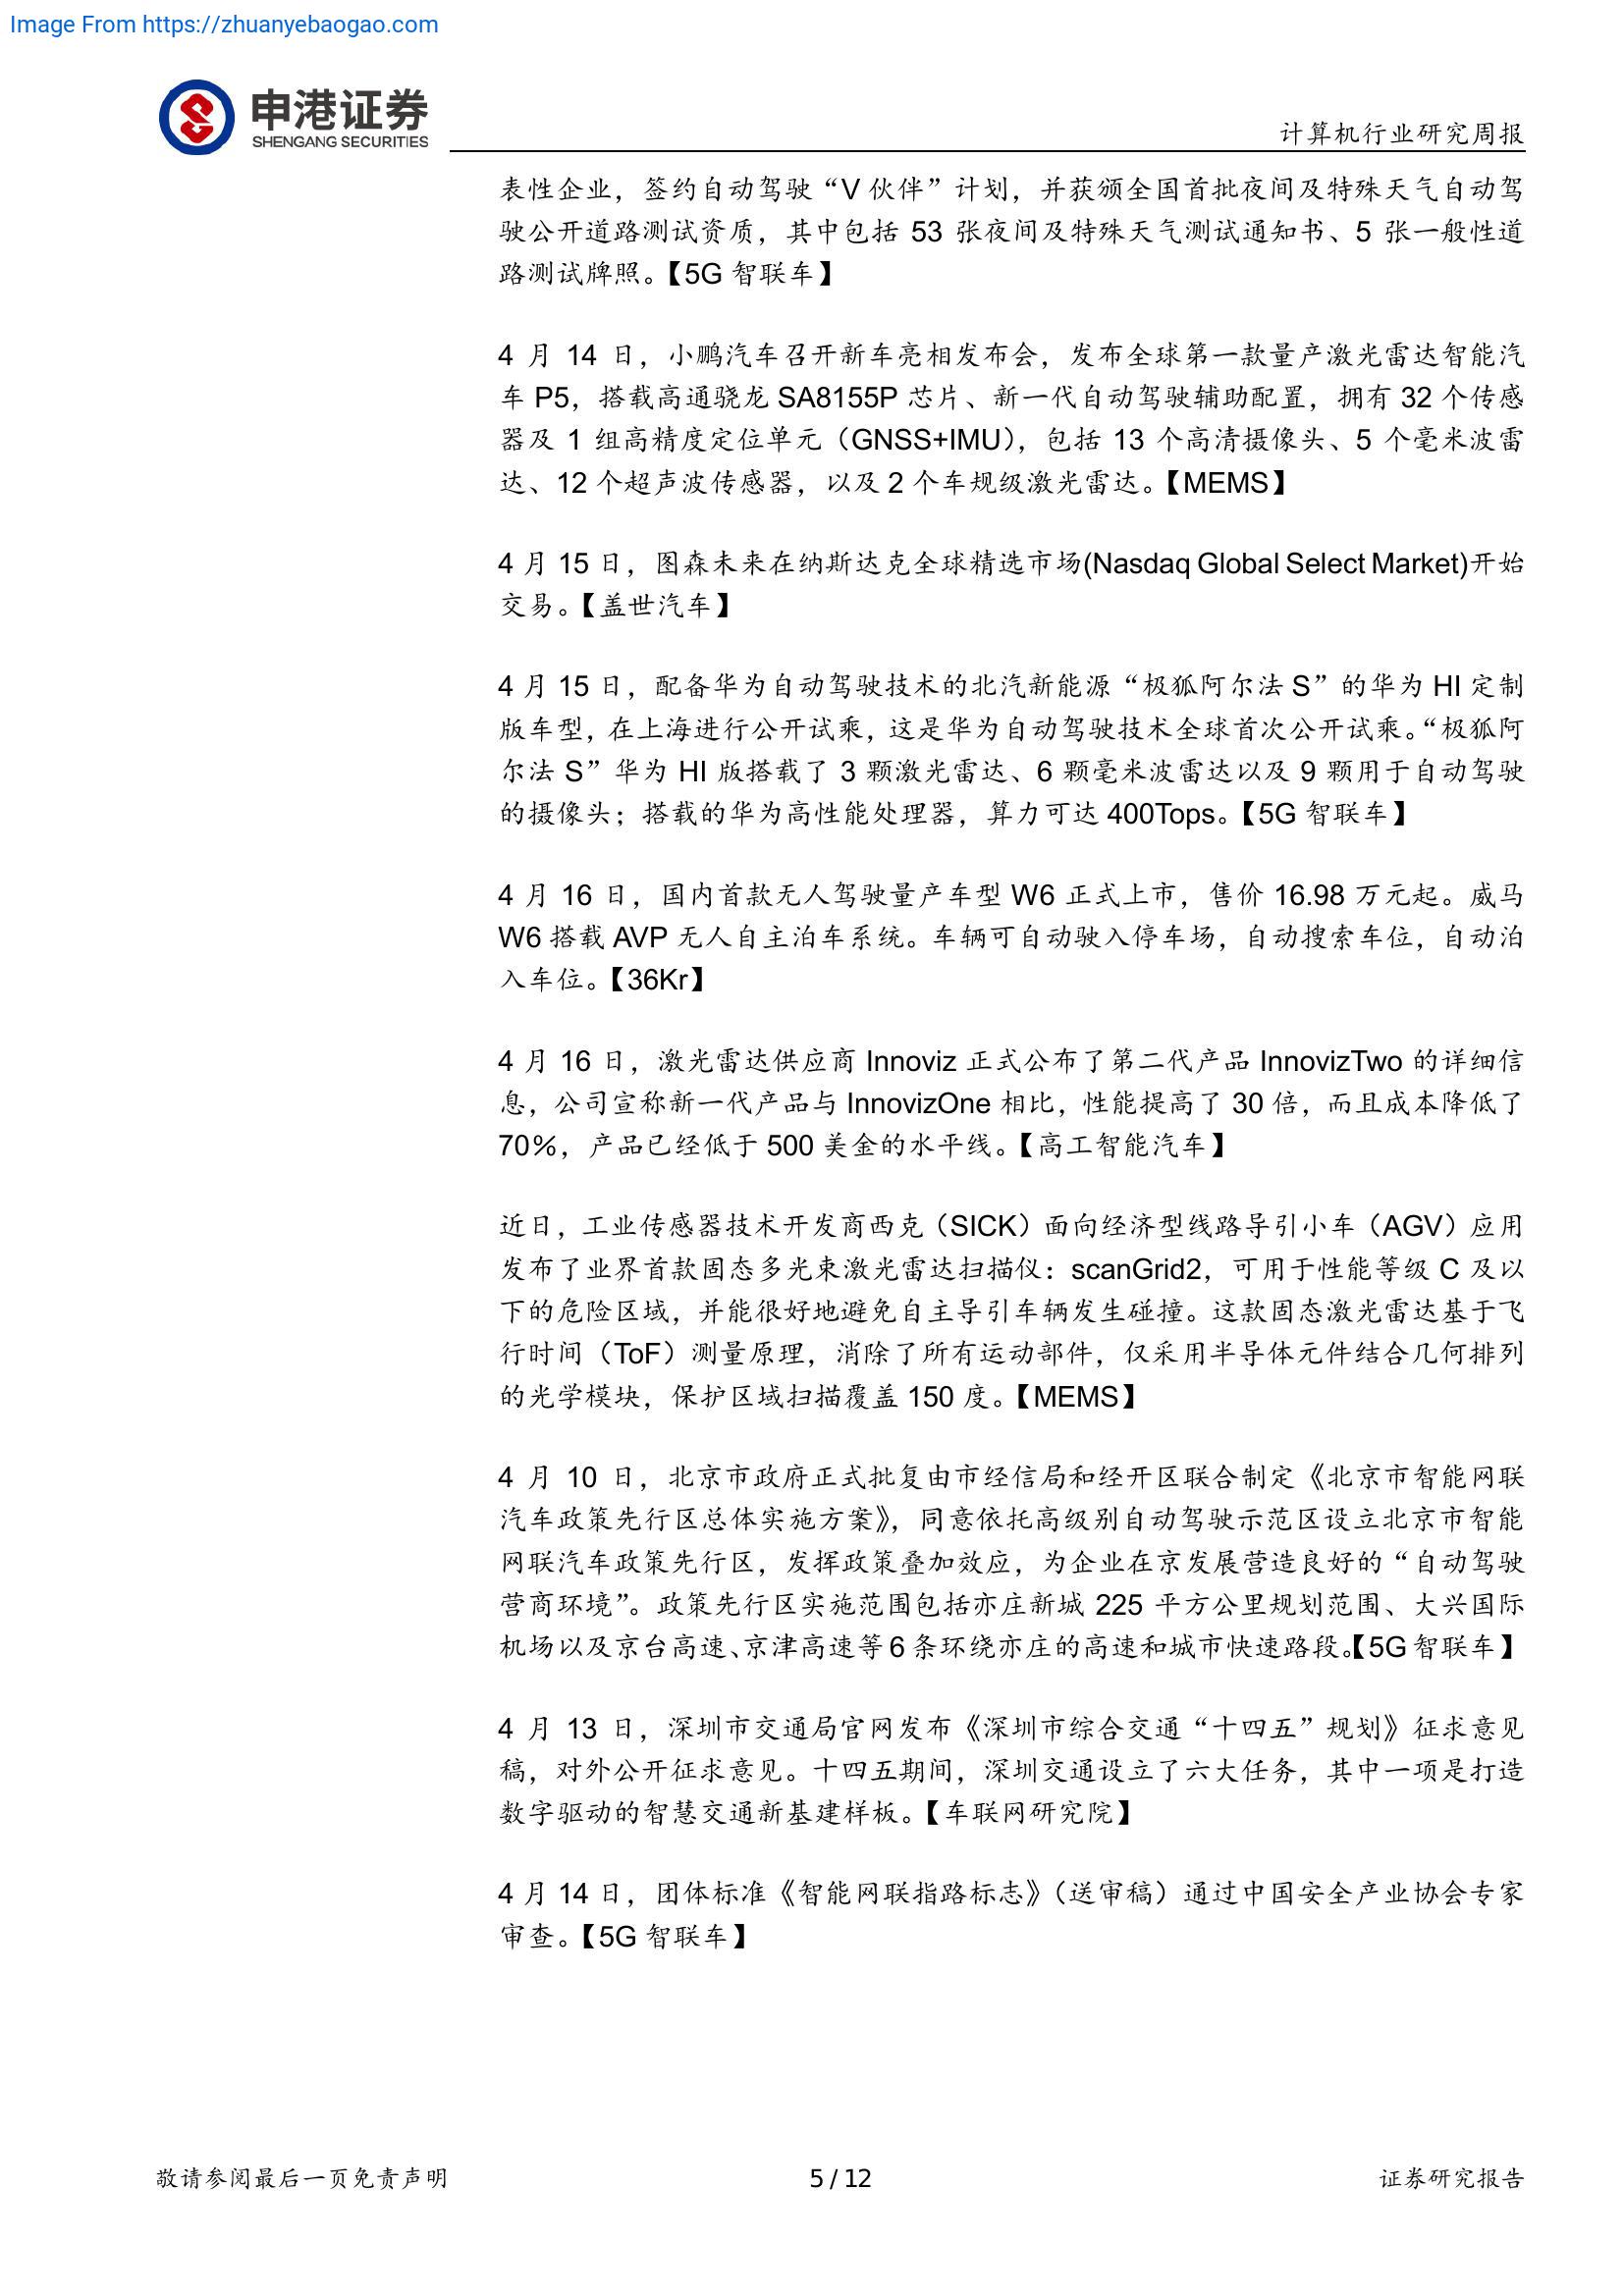 Image From https://zhuanyebaogao.com
申港证券
SHENGANG SECURITIES
计算机行业研究周报
表性企业，签约自动驾驶“V 伙伴”计划，并获颁全国首批夜间及特殊天气自动驾
驶公开道路测试资质，其中包括 53 张夜间及特殊天气测试通知书、5 张一般性道
路测试牌照。【5G 智联车】
4 月 14 日，小鹏汽车召开新车亮相发布会，发布全球第一款量产激光雷达智能汽
车 P5，搭载高通骁龙 SA8155P 芯片、新一代自动驾驶辅助配置，拥有 32 个传感
器及 1 组高精度定位单元（GNSS+IMU），包括 13 个高清摄像头、5 个毫米波雷
达、12 个超声波传感器，以及 2 个车规级激光雷达。【MEMS】
4 月 15 日，图森未来在纳斯达克全球精选市场(Nasdaq Global Select Market)开始
交易。【盖世汽车】
4 月 15 日，配备华为自动驾驶技术的北汽新能源“极狐阿尔法 S”的华为 HI 定制
版车型，在上海进行公开试乘，这是华为自动驾驶技术全球首次公开试乘。“极狐阿
尔法 S”华为 HI 版搭载了 3 颗激光雷达、6 颗毫米波雷达以及 9 颗用于自动驾驶
的摄像头；搭载的华为高性能处理器，算力可达 400Tops。【5G 智联车】
4 月 16 日，国内首款无人驾驶量产车型 W6 正式上市，售价 16.98 万元起。威马
W6 搭载 AVP 无人自主泊车系统。车辆可自动驶入停车场，自动搜索车位，自动泊
入车位。【36Kr】
4 月 16 日，激光雷达供应商 Innoviz 正式公布了第二代产品 InnovizTwo 的详细信
息，公司宣称新一代产品与 InnovizOne 相比，性能提高了 30 倍，而且成本降低了
70％，产品已经低于 500 美金的水平线。【高工智能汽车】
近日，工业传感器技术开发商西克（SICK）面向经济型线路导引小车（AGV）应用
发布了业界首款固态多光束激光雷达扫描仪：scanGrid2，可用于性能等级 C 及以
下的危险区域，并能很好地避免自主导引车辆发生碰撞。这款固态激光雷达基于飞
行时间（ToF）测量原理，消除了所有运动部件，仅采用半导体元件结合几何排列
的光学模块，保护区域扫描覆盖 150 度。【MEMS】
4 月 10 日，北京市政府正式批复由市经信局和经开区联合制定《北京市智能网联
汽车政策先行区总体实施方案》，同意依托高级别自动驾驶示范区设立北京市智能
网联汽车政策先行区，发挥政策叠加效应，为企业在京发展营造良好的“自动驾驶
营商环境”。政策先行区实施范围包括亦庄新城 225 平方公里规划范围、大兴国际
机场以及京台高速、京津高速等 6 条环绕亦庄的高速和城市快速路段。【5G 智联车】
4 月 13 日，深圳市交通局官网发布《深圳市综合交通“十四五”规划》征求意见
稿，对外公开征求意见。十四五期间，深圳交通设立了六大任务，其中一项是打造
数字驱动的智慧交通新基建样板。【车联网研究院】
4 月 14 日，团体标准《智能网联指路标志》（送审稿）通过中国安全产业协会专家
审查。【5G 智联车】
敬请参阅最后一页免责声明
5 / 12
证券研究报告